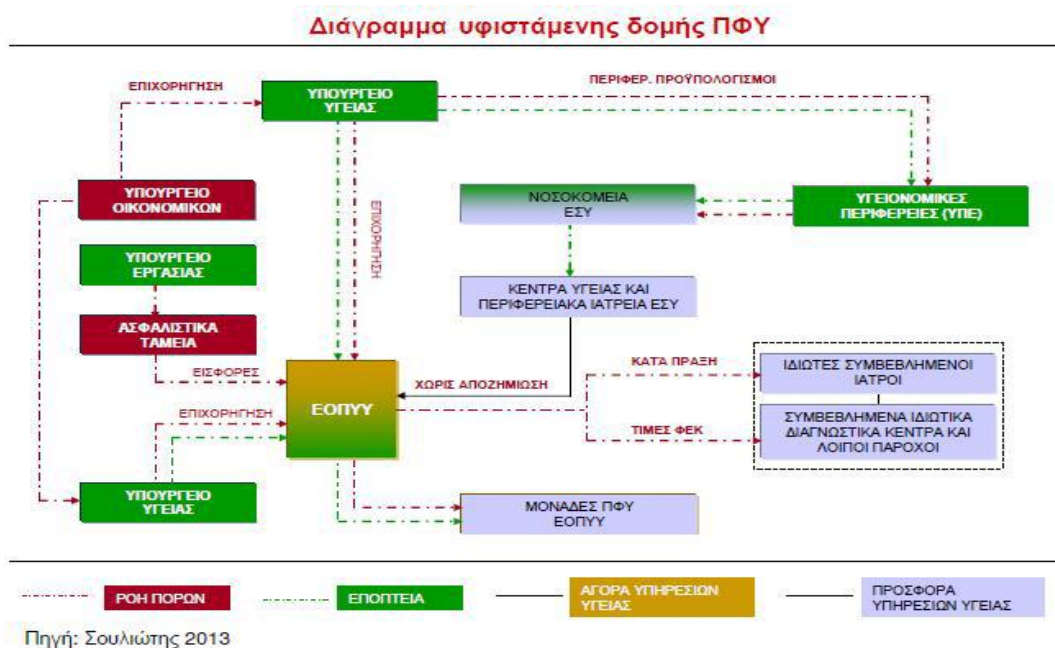 Διάγραμμα υφιστάμενης δομής ΠΦΥ
ΕΠΙΧΟΡΗΓΗΣΗ
ΥΠΟΥΡΓΕΙΟ
ΥΓΕΙΑΣ
ΠΕΡΙΦΕΡ. ΠΡΟΫΠΟΛΟΓΙΣΜΟΙ
ΥΠΟΥΡΓΕΙΟ
ΟΙΚΟΝΟΜΙΚΩΝ
ΕΠΙΧΟΡΗΓΗΣΗ
ΝΟΣΟΚΟΜΕΙΑ
ΕΣΥ
ΥΓΕΙΟΝΟΜΙΚΕΣ
ΠΕΡΙΦΕΡΕΙΕΣ (ΥΠΕ)
ΥΠΟΥΡΓΕΙΟ
ΕΡΓΑΣΙΑΣ
ΚΕΝΤΡΑ ΥΓΕΙΑΣ ΚΑΙ
ΠΕΡΙΦΕΡΕΙΑΚΑ ΙΑΤΡΕΙΑ ΕΣΥ
ΑΣΦΑΛΙΣΤΙΚΑ
ΤΑΜΕΙΑ
ΕΙΣΦΟΡΕΣ
ΕΟΠΥΥ
ΧΩΡΙΣ ΑΠΟΖΗΜΙΩΣΗ
ΚΑΤΑ ΠΡΑΞΗ
ΙΔΙΩΤΕΣ ΣΥΜΒΕΒΛΗΜΕΝΟΙ
ΙΑΤΡΟΙ
ΕΠΙΧΟΡΗΓΗΣΗ
ΤΙΜΕΣ ΦΕΚ
ΣΥΜΒΕΒΛΗΜΕΝΑ ΙΔΙΩΤΙΚΑ
ΔΙΑΓΝΩΣΤΙΚΑ ΚΕΝΤΡΑ ΚΑΙ
ΛΟΙΠΟΙ ΠΑΡΟΧΟΙ
ΥΠΟΥΡΓΕΙΟ
ΥΓΕΙΑΣ
ΜΟΝΑΔΕΣ ΠΦΥ
ΕΟΠΥΥ
ΡΟΗ ΠΟΡΩΝ
ΕΠΟΠΤΕΙΑ
ΑΓΟΡΑ ΥΠΗΡΕΣΙΩΝ
ΥΓΕΙΑΣ
ΠΡΟΣΦΟΡΑ
ΥΠΗΡΕΣΙΩΝ ΥΓΕΙΑΣ
Πηγή: Σουλιώτης 2013